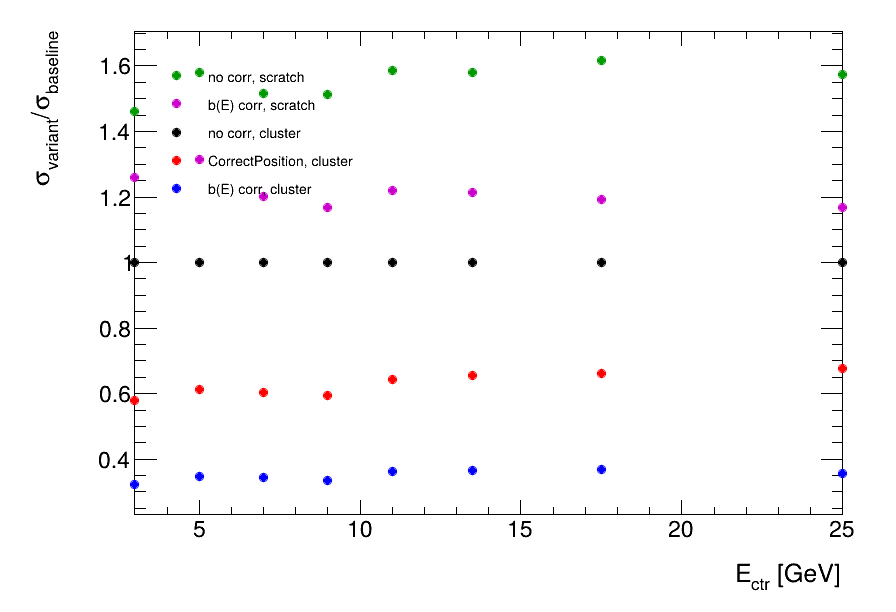 σvariant/σbaseline
1.6
1.4
1.2
1
0.8
0.6
0.4
no corr, scratch
b(E) corr, scratch
no corr, cluster
CorrectPosition, cluster
b(E) corr, cluster
5 10 15 20 25
Ectr [GeV]